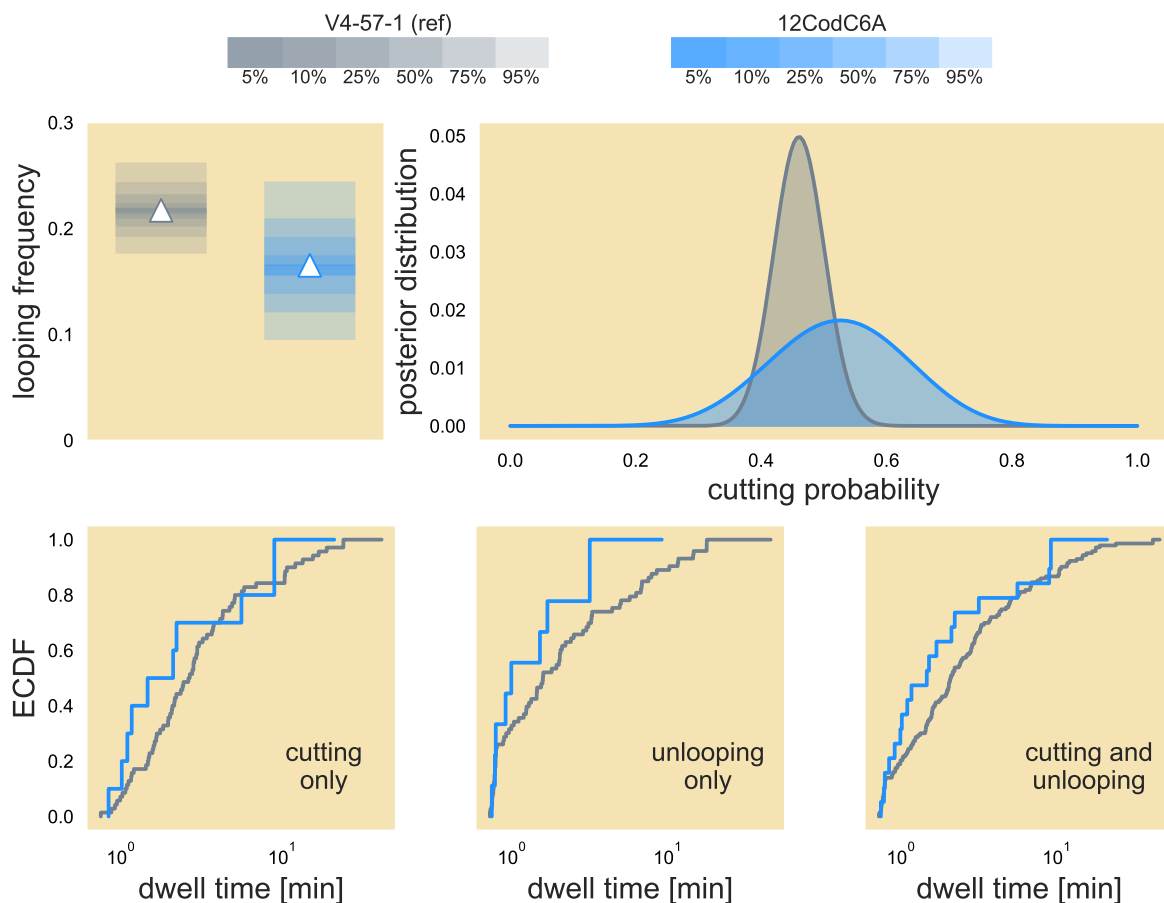 V4-57-1 (ref) 12CodC6A
5% 10% 25% 50% 75% 95% 5% 10% 25% 50% 75% 95%
looping frequency
0.3
0.2
0.1
0
posterior distribution
0.05
0.04
0.03
0.02
0.01
0.00
0.0 0.2 0.4 0.6 0.8 1.0
cutting probability
ECDF
1.0
0.8
0.6
0.4
0.2
0.0
cutting
only
10⁰ 10¹
dwell time [min]
unlooping
only
10⁰ 10¹
dwell time [min]
cutting and
unlooping
10⁰ 10¹
dwell time [min]